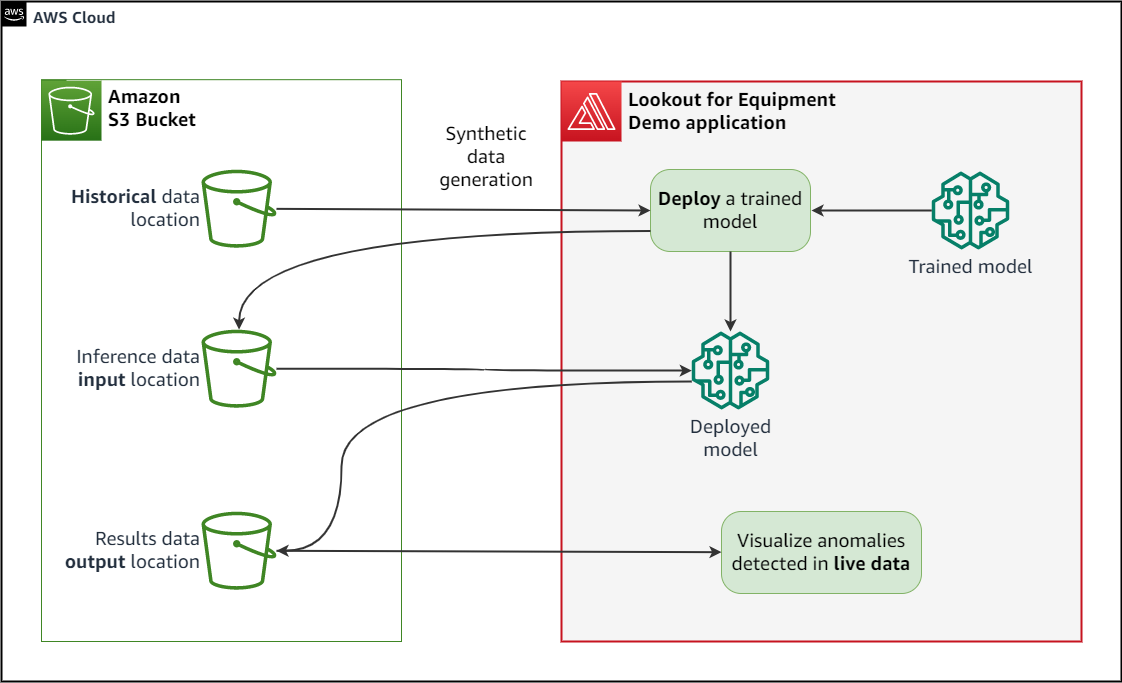 aws
AWS Cloud
Amazon
S3 Bucket
Lookout for Equipment
Demo application
Synthetic
data
generation
Historical data
location
Deploy a trained
model
Trained model
Inference data
input location
Deployed
model
Results data
output location
Visualize anomalies
detected in live data